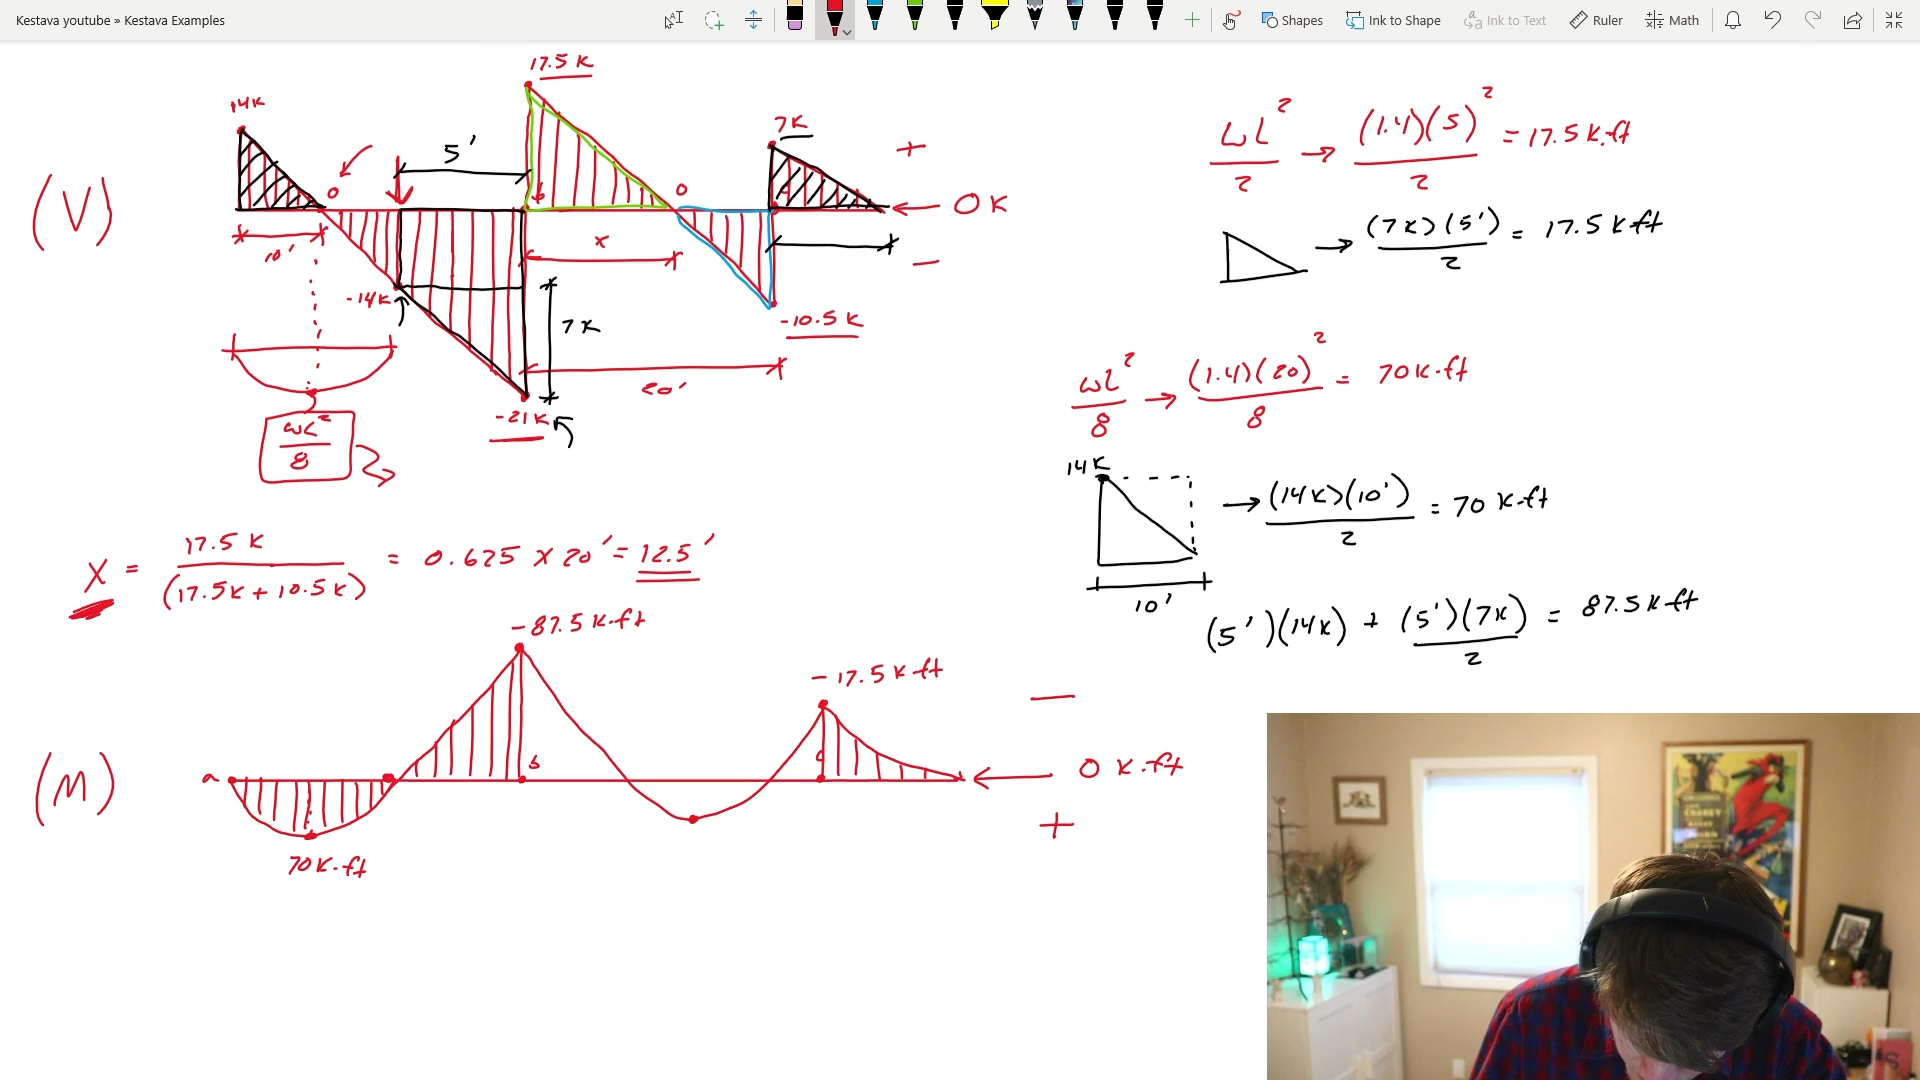 Kestava youtube » Kestava Examples
Shapes Ink to Shape Ink to Text Ruler Math
17.5 K
14K
5'
7K
+
(V)
0
b
0
0 K
10'
x
−
-14K
7K
-10.5 K
20'
-21K
wL²
8
X = 17.5 K / (17.5K + 10.5K) = 0.625 x 20' = 12.5'
wL²/2 → (1.4)(5)²/2 = 17.5 K.ft
→ (7K)(5')/2 = 17.5 K ft
wL²/8 → (1.4)(20)²/8 = 70K.ft
14K
→ (14K)(10')/2 = 70 K-ft
10'
(5')(14K) + (5')(7K)/2 = 87.5K-ft
- 87.5 K.ft
- 17.5 K ft
−
(M)
a
b
c
0 K.ft
+
70K.ft